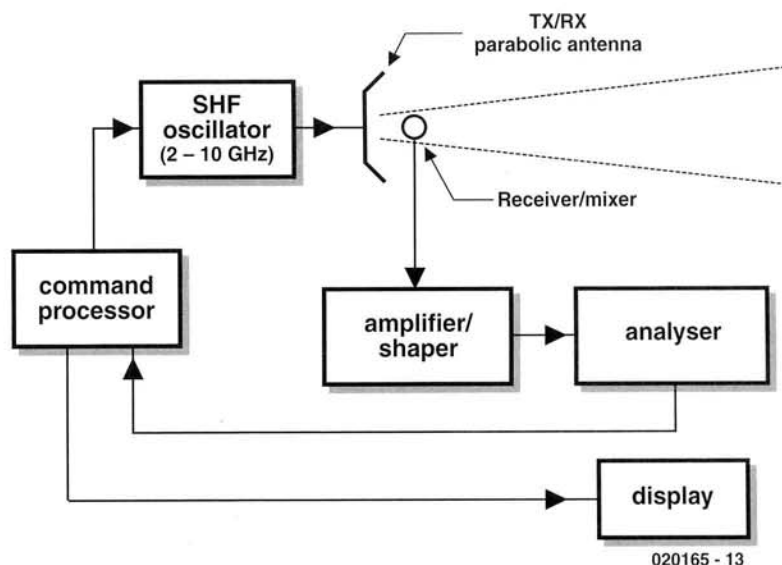 TX/RX
parabolic antenna
SHF
oscillator
(2 – 10 GHz)
Receiver/mixer
command
processor
amplifier/
shaper
analyser
display
020165 - 13